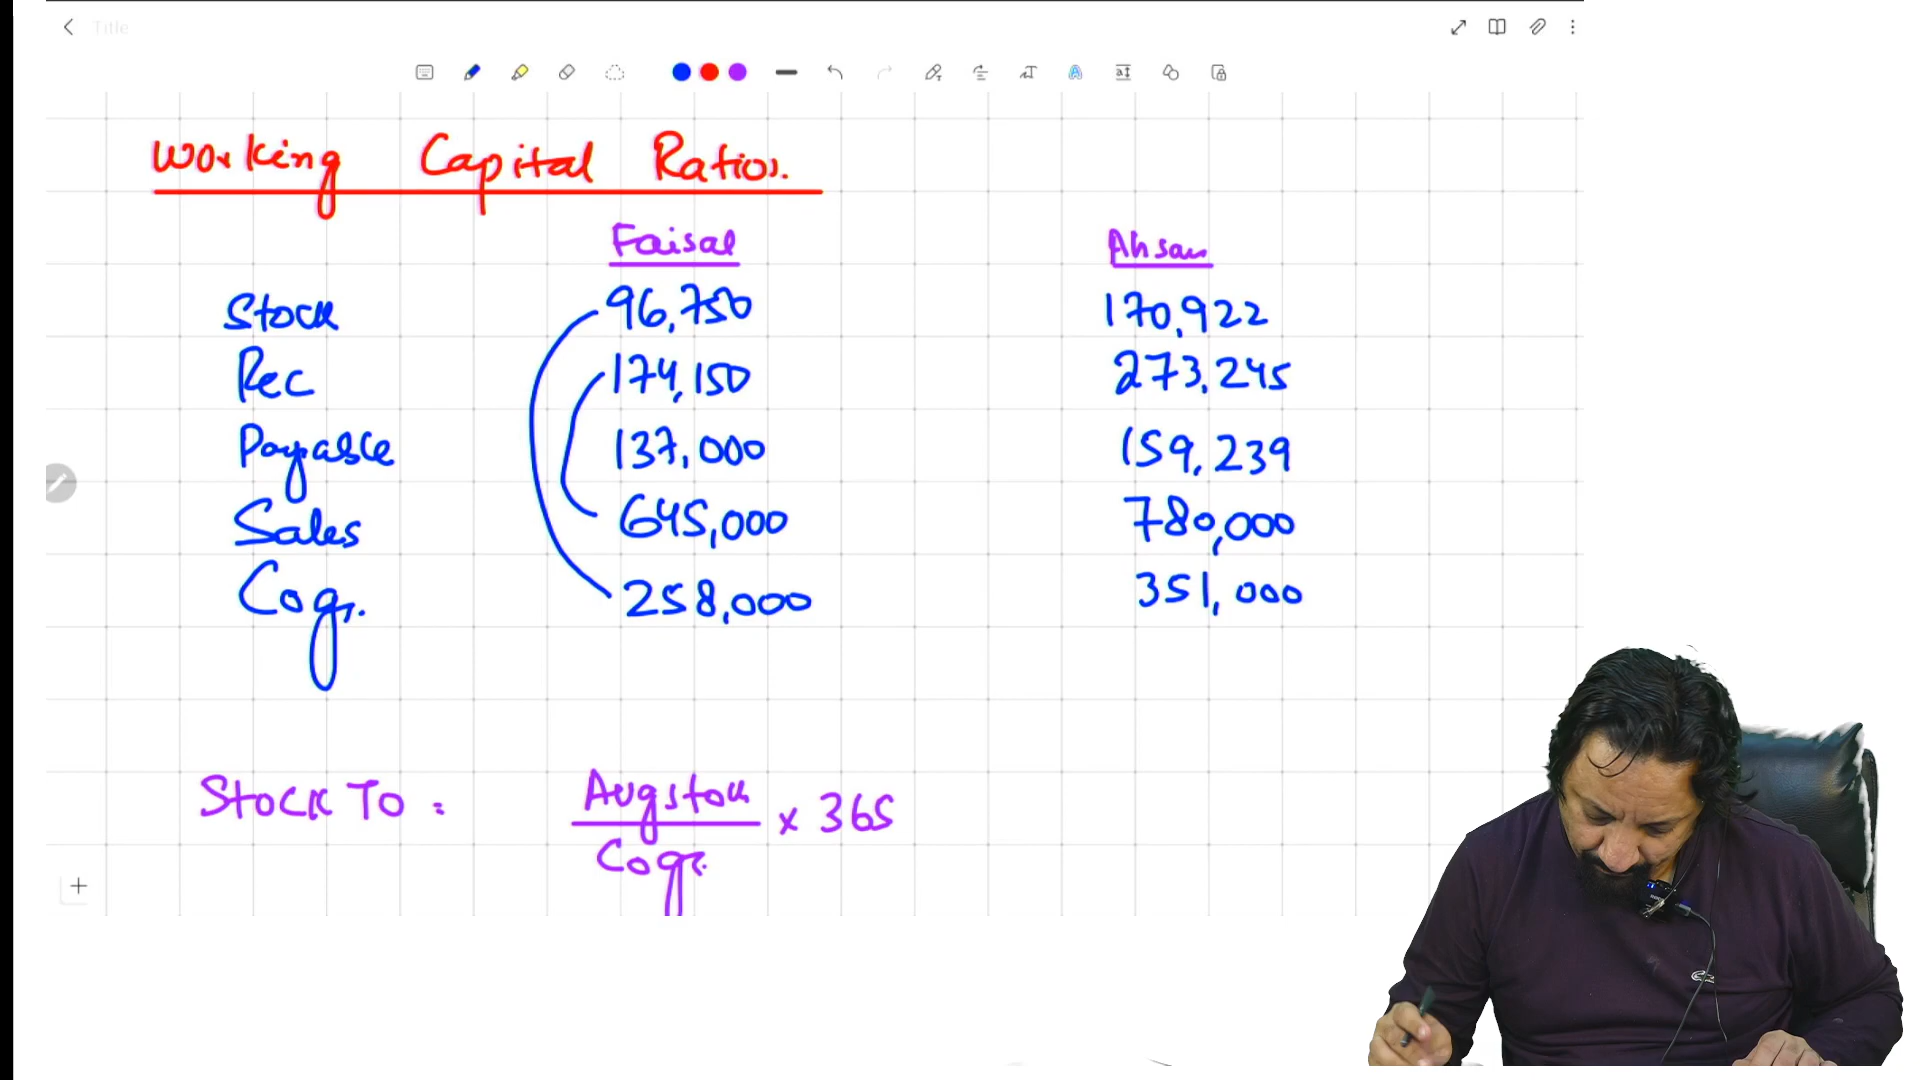 Title
Working Capital Ratios.
Faisal Ahsan
Stock 96,750 170,922
Rec 174,150 273,245
Payable 137,000 159,239
Sales 645,000 780,000
Cogs. 258,000 351,000
Stock TO = Avg stock / Cogs. x 365